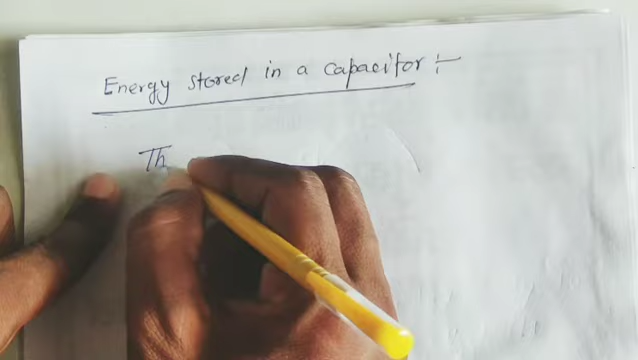 Energy stored in a capacitor :-
Th